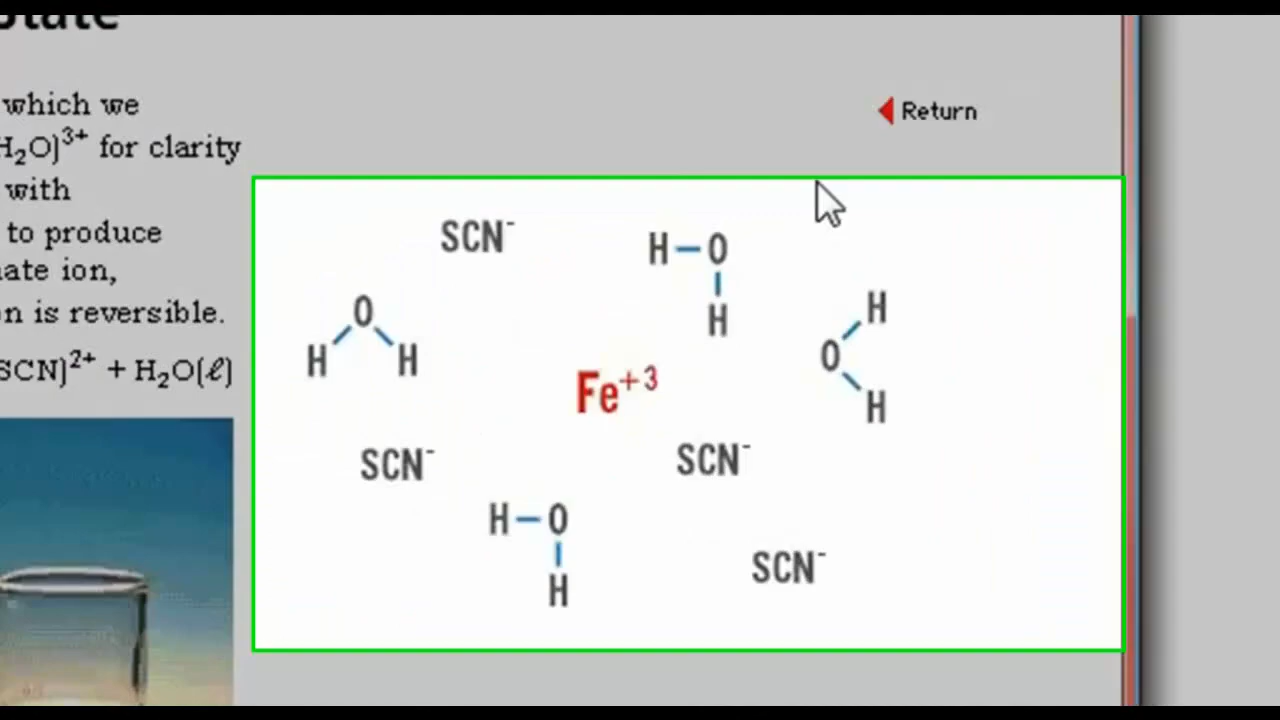 which we
H₂O)³⁺ for clarity
with
to produce
ate ion,
n is reversible.
SCN)²⁺ + H₂O(ℓ)
Return
SCN⁻
H–O
H
O
H H
H
O
H
Fe⁺³
SCN⁻
SCN⁻
H–O
H
SCN⁻